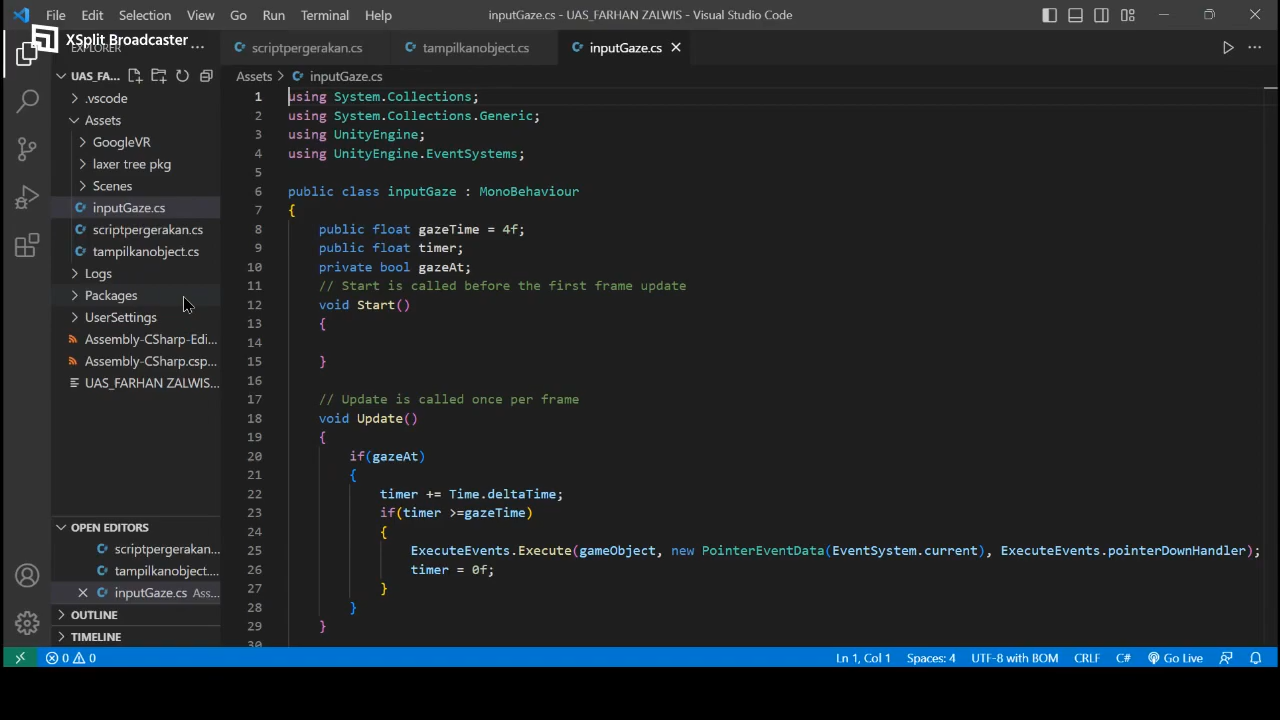 File Edit Selection View Go Run Terminal Help
inputGaze.cs - UAS_FARHAN ZALWIS - Visual Studio Code
XSplit Broadcaster
EXPLORER
scriptpergerakan.cs
tampilkanobject.cs
inputGaze.cs
UAS_FA...
.vscode
Assets
GoogleVR
laxer tree pkg
Scenes
inputGaze.cs
scriptpergerakan.cs
tampilkanobject.cs
Logs
Packages
UserSettings
Assembly-CSharp-Edi...
Assembly-CSharp.csp...
UAS_FARHAN ZALWIS...
OPEN EDITORS
scriptpergerakan...
tampilkanobject....
inputGaze.cs Ass...
OUTLINE
TIMELINE
Assets > inputGaze.cs
1 using System.Collections;
2 using System.Collections.Generic;
3 using UnityEngine;
4 using UnityEngine.EventSystems;
5
6 public class inputGaze : MonoBehaviour
7 {
8 public float gazeTime = 4f;
9 public float timer;
10 private bool gazeAt;
11 // Start is called before the first frame update
12 void Start()
13 {
14
15 }
16
17 // Update is called once per frame
18 void Update()
19 {
20 if(gazeAt)
21 {
22 timer += Time.deltaTime;
23 if(timer >=gazeTime)
24 {
25 ExecuteEvents.Execute(gameObject, new PointerEventData(EventSystem.current), ExecuteEvents.pointerDownHandler);
26 timer = 0f;
27 }
28 }
29 }
30
0 0
Ln 1, Col 1 Spaces: 4 UTF-8 with BOM CRLF C# Go Live